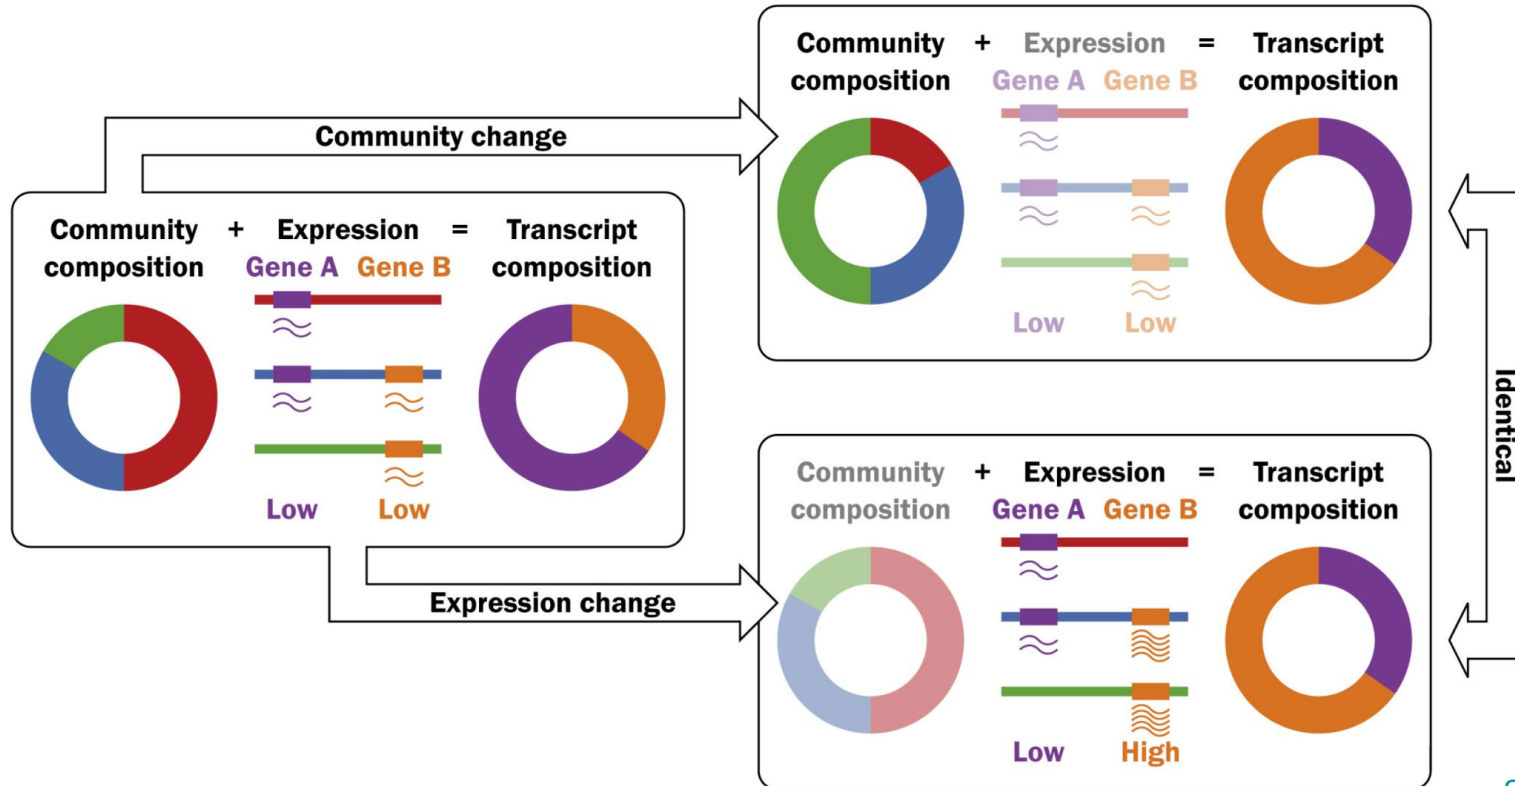 Community + Expression = Transcript
composition Gene A Gene B composition
Low Low
Community change
Expression change
Community + Expression = Transcript
composition Gene A Gene B composition
Low Low
Community + Expression = Transcript
composition Gene A Gene B composition
Low High
Identical